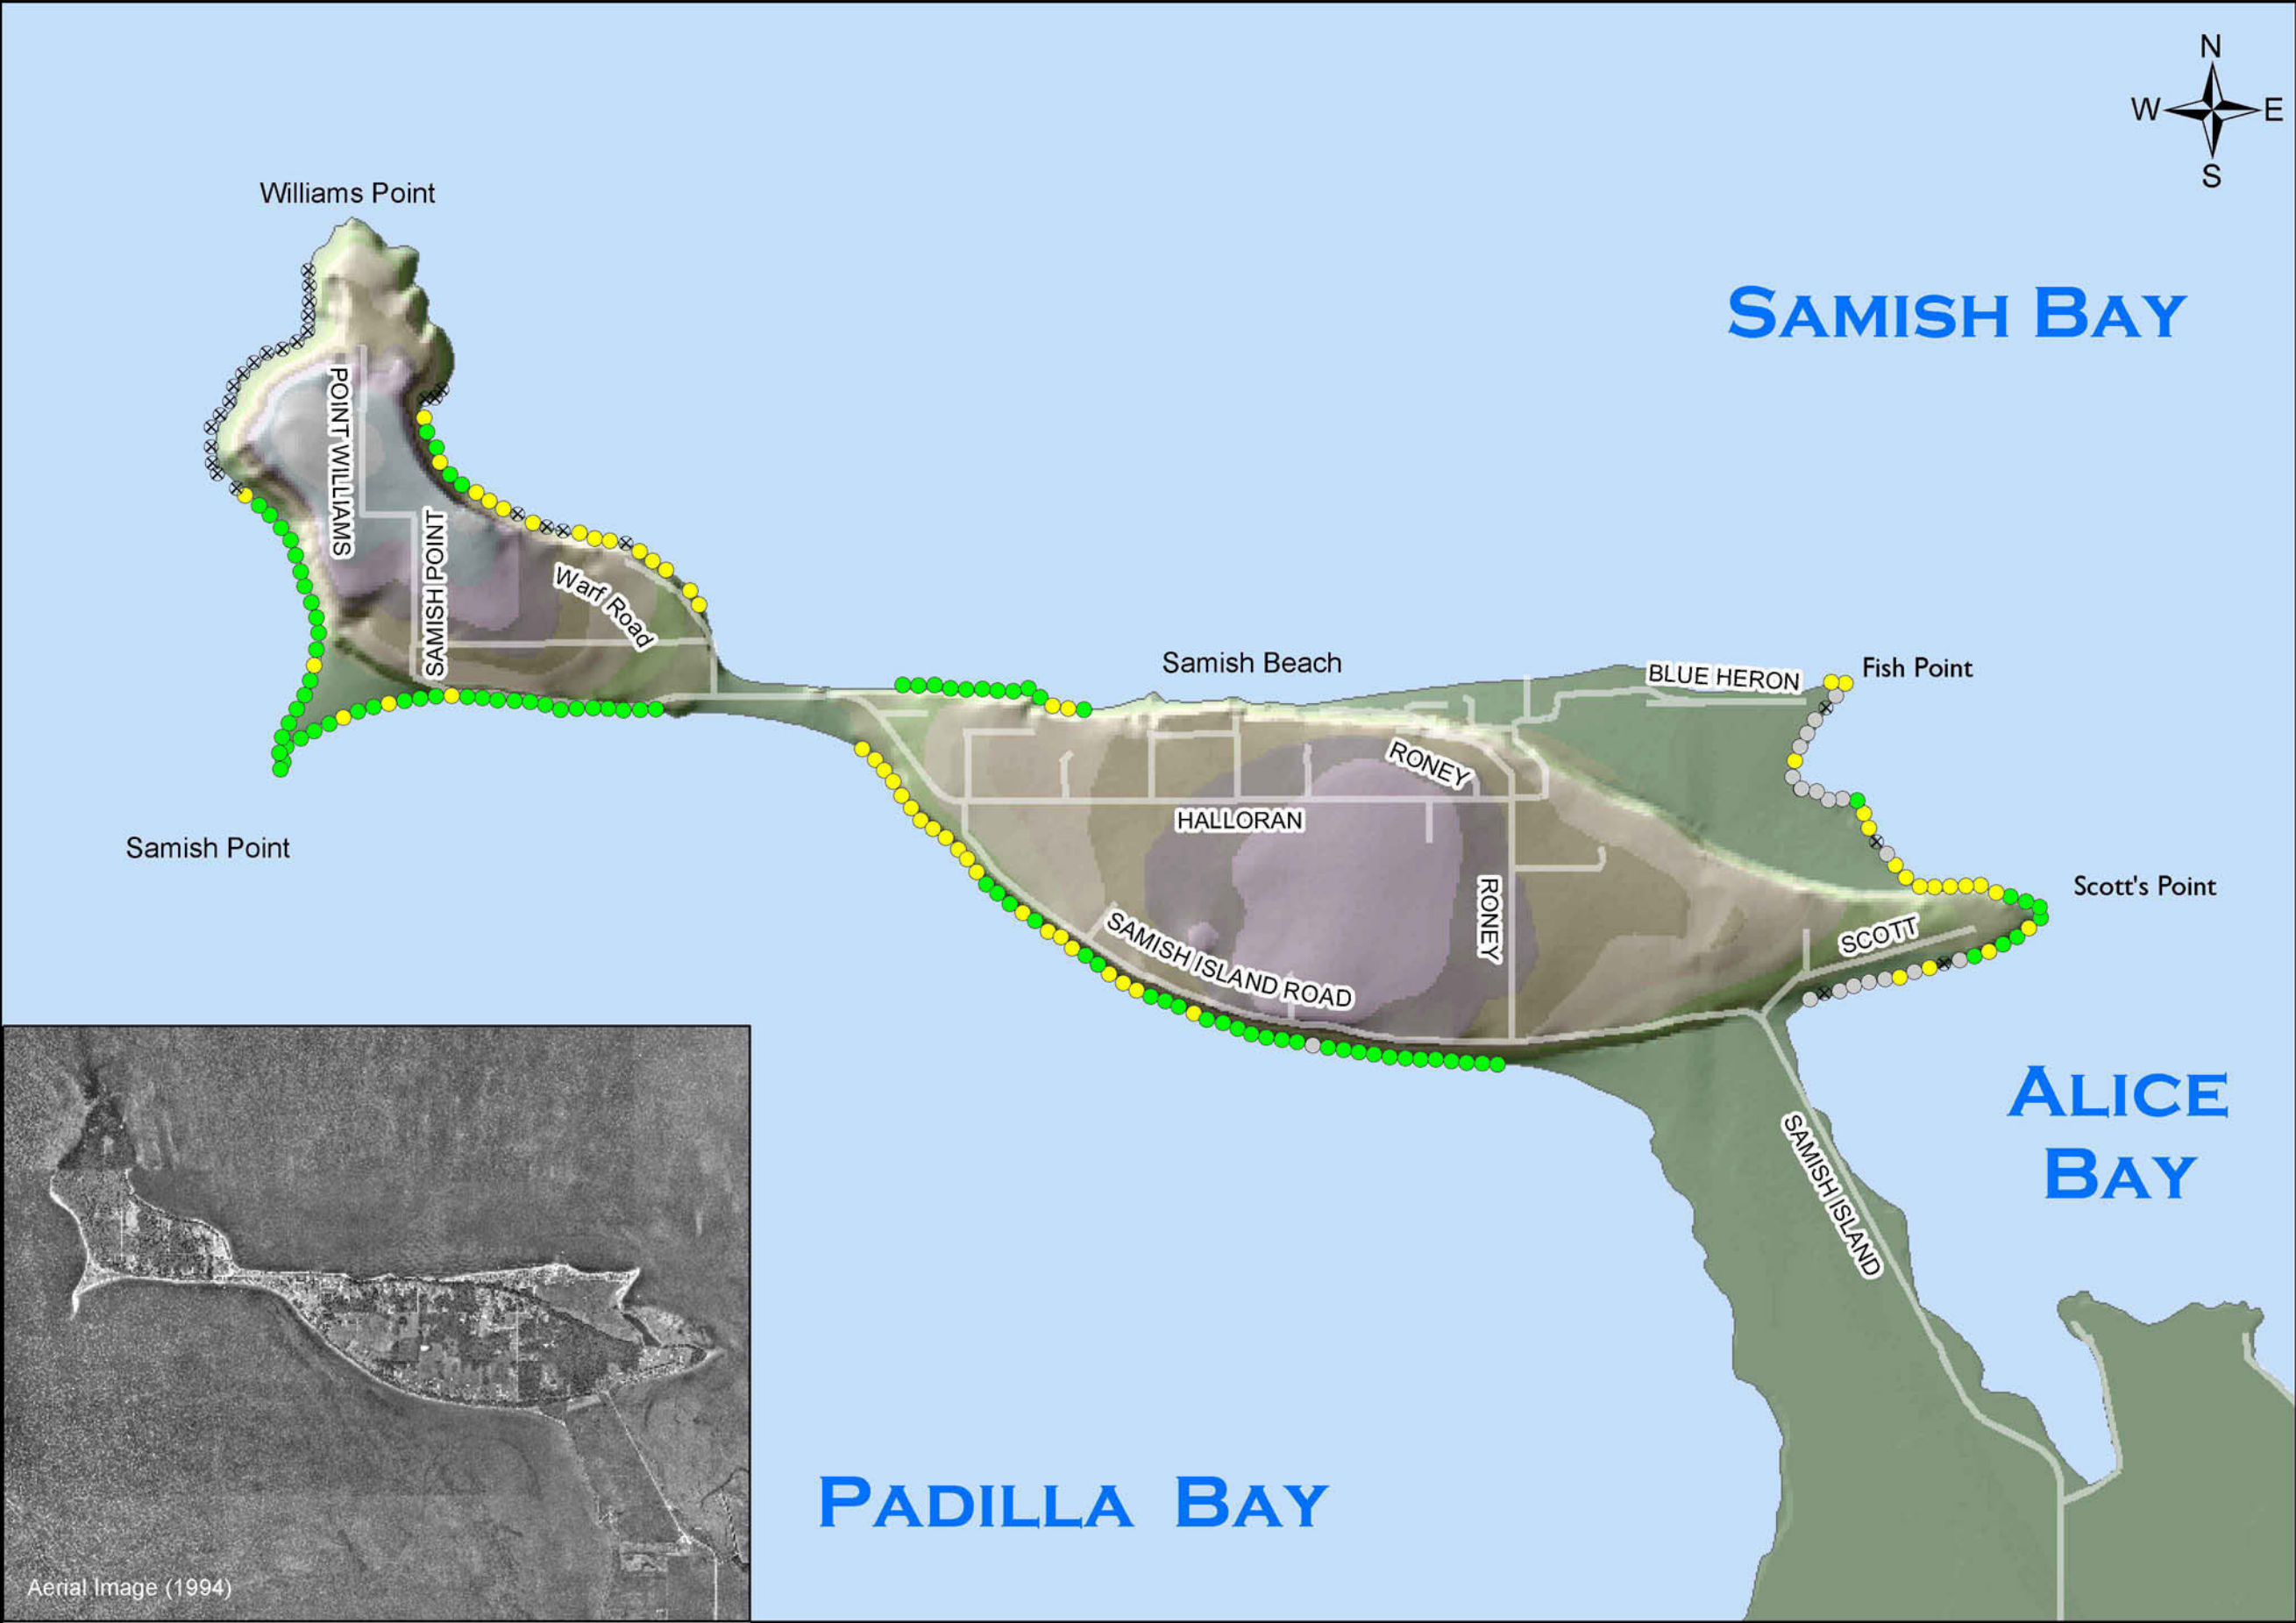 N
W E
S
Williams Point
SAMISH BAY
POINT WILLIAMS
SAMISH POINT
Warf Road
Samish Beach
BLUE HERON
Fish Point
RONEY
HALLORAN
Samish Point
RONEY
Scott's Point
SCOTT
SAMISH ISLAND ROAD
ALICE
BAY
SAMISH ISLAND
PADILLA BAY
Aerial Image (1994)